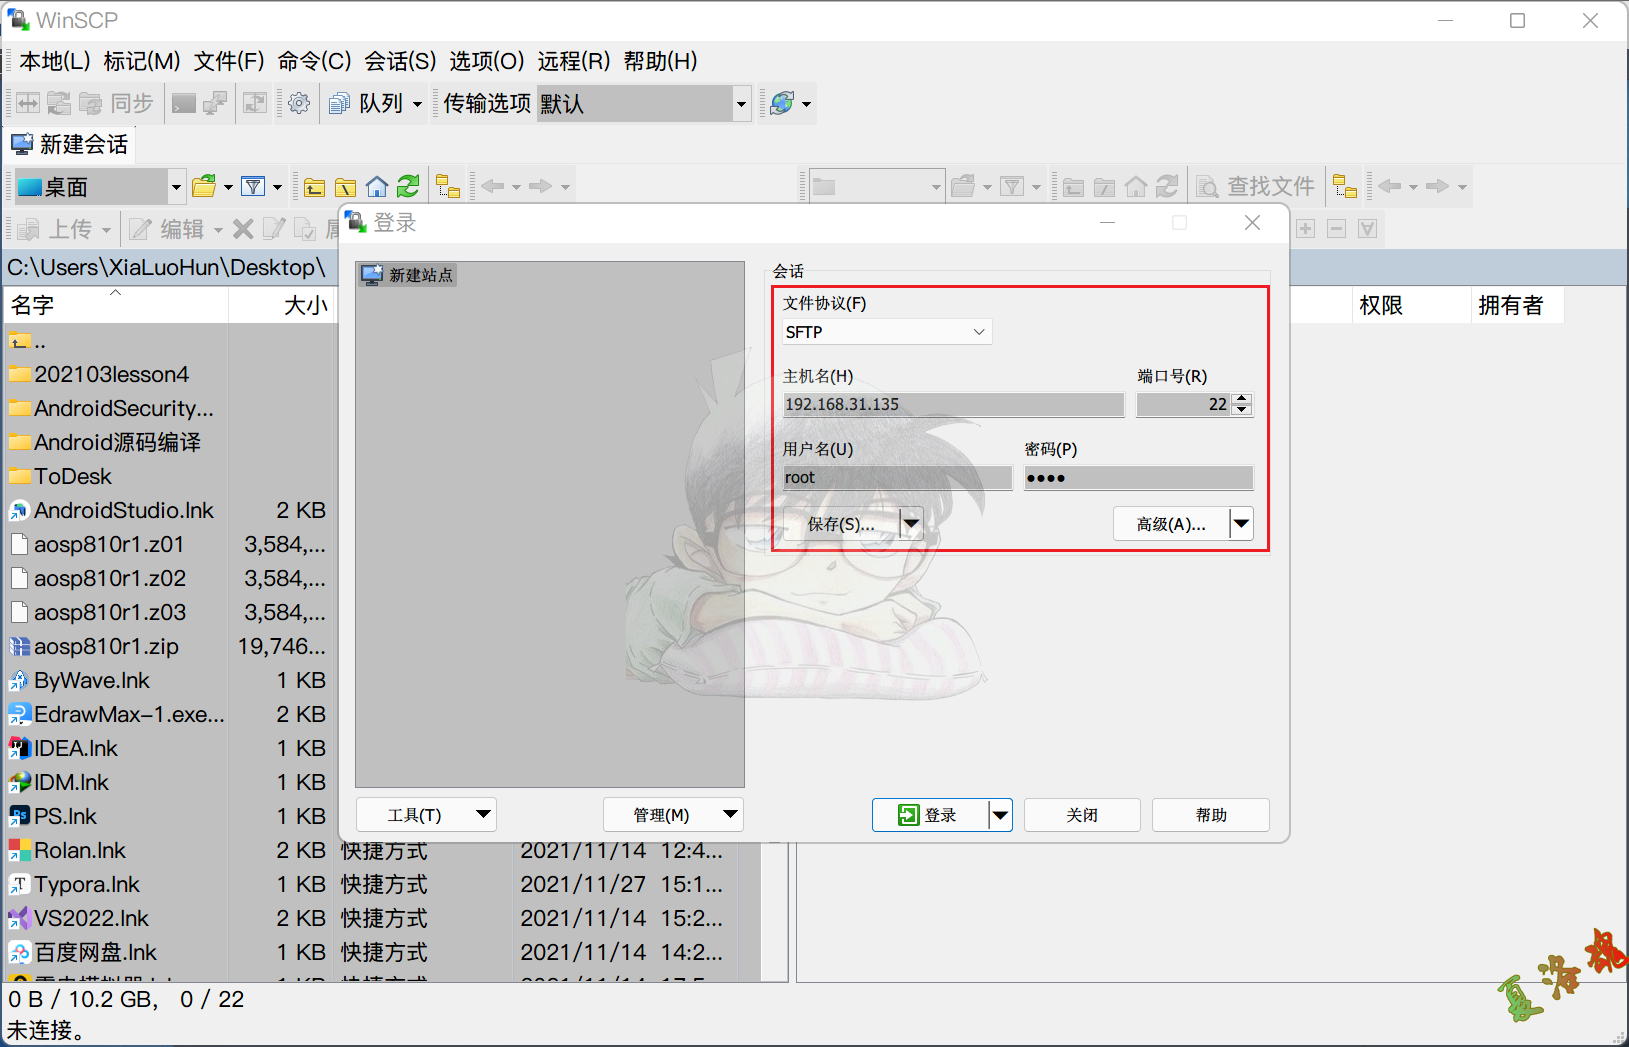 WinSCP
本地(L) 标记(M) 文件(F) 命令(C) 会话(S) 选项(O) 远程(R) 帮助(H)
同步 队列 传输选项 默认
新建会话
桌面 查找文件
上传 编辑
C:\Users\XiaLuoHun\Desktop\
名字 大小 权限 拥有者
..
202103lesson4
AndroidSecurity...
Android源码编译
ToDesk
AndroidStudio.lnk 2 KB
aosp810r1.z01 3,584,...
aosp810r1.z02 3,584,...
aosp810r1.z03 3,584,...
aosp810r1.zip 19,746...
ByWave.lnk 1 KB
EdrawMax-1.exe... 2 KB
IDEA.lnk 1 KB
IDM.lnk 1 KB
PS.lnk 1 KB
Rolan.lnk 2 KB 快捷方式 2021/11/14 12:4...
Typora.lnk 1 KB 快捷方式 2021/11/27 15:1...
VS2022.lnk 2 KB 快捷方式 2021/11/14 15:2...
百度网盘.lnk 1 KB 快捷方式 2021/11/14 14:2...
0 B / 10.2 GB, 0 / 22
未连接。
登录
新建站点
会话
文件协议(F)
SFTP
主机名(H) 端口号(R)
192.168.31.135 22
用户名(U) 密码(P)
root ●●●●
保存(S)... 高级(A)...
工具(T) 管理(M) 登录 关闭 帮助
夏洛魂